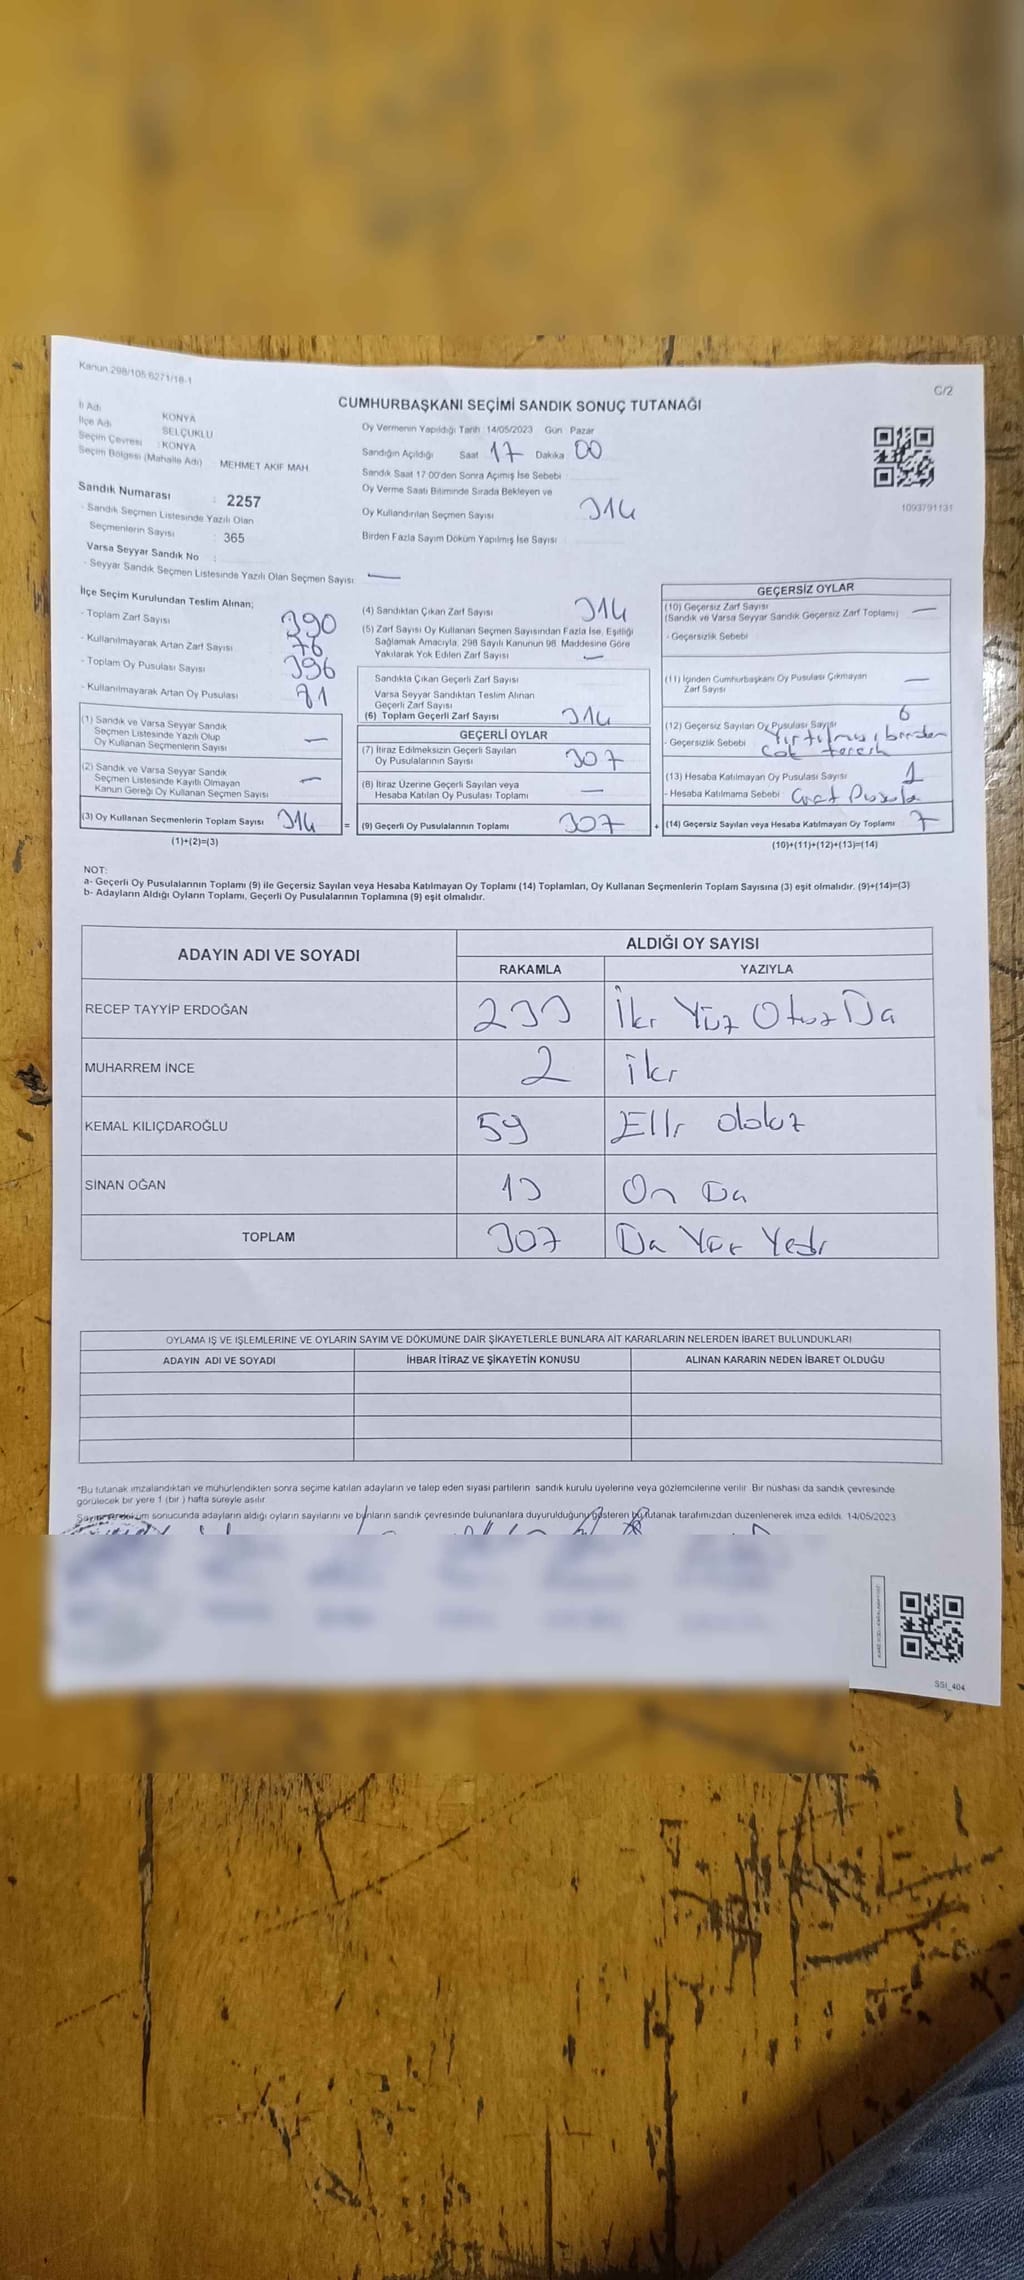 Kanun:298/105.6271/18-1
G/2
CUMHURBAŞKANI SEÇİMİ SANDIK SONUÇ TUTANAĞI
İl Adı : KONYA
İlçe Adı : SELÇUKLU
Seçim Çevresi : KONYA
Seçim Bölgesi (Mahalle Adı) : MEHMET AKİF MAH
Sandık Numarası : 2257
- Sandık Seçmen Listesinde Yazılı Olan
Seçmenlerin Sayısı : 365
Varsa Seyyar Sandık No :
- Seyyar Sandık Seçmen Listesinde Yazılı Olan Seçmen Sayısı: —
Oy Vermenin Yapıldığı Tarih :14/05/2023 Gün: Pazar
Sandığın Açıldığı Saat 17 Dakika 00
Sandık Saat 17:00'den Sonra Açımış İse Sebebi
Oy Verme Saati Bitiminde Sırada Bekleyen ve
Oy Kullandırılan Seçmen Sayısı 314
Birden Fazla Sayım Döküm Yapılmış İse Sayısı
1093791131
İlçe Seçim Kurulundan Teslim Alınan;
- Toplam Zarf Sayısı 390
- Kullanılmayarak Artan Zarf Sayısı 76
- Toplam Oy Pusulası Sayısı 396
- Kullanılmayarak Artan Oy Pusulası 81
(1) Sandık ve Varsa Seyyar Sandık
Seçmen Listesinde Yazılı Olup
Oy Kullanan Seçmenlerin Sayısı —
(2) Sandık ve Varsa Seyyar Sandık
Seçmen Listesinde Kayıtlı Olmayan
Kanun Gereği Oy Kullanan Seçmen Sayısı —
(3) Oy Kullanan Seçmenlerin Toplam Sayısı 314 =
(1)+(2)=(3)
(4) Sandıktan Çıkan Zarf Sayısı 314
(5) Zarf Sayısı Oy Kullanan Seçmen Sayısından Fazla İse, Eşitliği
Sağlamak Amacıyla, 298 Sayılı Kanunun 98. Maddesine Göre
Yakılarak Yok Edilen Zarf Sayısı —
Sandıkta Çıkan Geçerli Zarf Sayısı
Varsa Seyyar Sandıktan Teslim Alınan
Geçerli Zarf Sayısı
(6) Toplam Geçerli Zarf Sayısı 314
GEÇERLİ OYLAR
(7) İtiraz Edilmeksizin Geçerli Sayılan
Oy Pusulalarının Sayısı 307
(8) İtiraz Üzerine Geçerli Sayılan veya
Hesaba Katılan Oy Pusulası Toplamı —
(9) Geçerli Oy Pusulalarının Toplamı 307 +
GEÇERSİZ OYLAR
(10) Geçersiz Zarf Sayısı
(Sandık ve Varsa Seyyar Sandık Geçersiz Zarf Toplamı) —
- Geçersizlik Sebebi
(11) İçinden Cumhurbaşkanı Oy Pusulası Çıkmayan
Zarf Sayısı —
(12) Geçersiz Sayılan Oy Pusulası Sayısı 6
- Geçersizlik Sebebi Yırtılmış, birden
çok tercih
(13) Hesaba Katılmayan Oy Pusulası Sayısı 1
- Hesaba Katılmama Sebebi Pusula
(14) Geçersiz Sayılan veya Hesaba Katılmayan Oy Toplamı 7
(10)+(11)+(12)+(13)=(14)
NOT:
a- Geçerli Oy Pusulalarının Toplamı (9) ile Geçersiz Sayılan veya Hesaba Katılmayan Oy Toplamı (14) Toplamları, Oy Kullanan Seçmenlerin Toplam Sayısına (3) eşit olmalıdır. (9)+(14)=(3)
b- Adayların Aldığı Oyların Toplamı, Geçerli Oy Pusulalarının Toplamına (9) eşit olmalıdır.
ADAYIN ADI VE SOYADI ALDIĞI OY SAYISI
RAKAMLA YAZIYLA
RECEP TAYYİP ERDOĞAN 233 İki Yüz Otuz Üç
MUHARREM İNCE 2 iki
KEMAL KILIÇDAROĞLU 59 Elli dokuz
SİNAN OĞAN 13 On Üç
TOPLAM 307 Üç Yüz Yedi
OYLAMA İŞ VE İŞLEMLERİNE VE OYLARIN SAYIM VE DÖKÜMÜNE DAİR ŞİKAYETLERLE BUNLARA AİT KARARLARIN NELERDEN İBARET BULUNDUKLARI
ADAYIN ADI VE SOYADI İHBAR İTİRAZ VE ŞİKAYETİN KONUSU ALINAN KARARIN NEDEN İBARET OLDUĞU
*Bu tutanak imzalandıktan ve mühürlendikten sonra seçime katılan adayların ve talep eden siyasi partilerin sandık kurulu üyelerine veya gözlemcilerine verilir. Bir nüshası da sandık çevresinde
görülecek bir yere 1 (bir ) hafta süreyle asılır.
sonucunda adayların aldığı oyların sayılarını ve bunların sandık çevresinde bulunanlara duyurulduğunu gösteren bu tutanak tarafımızdan düzenlenerek imza edildi. 14/05/2023
SSI_404